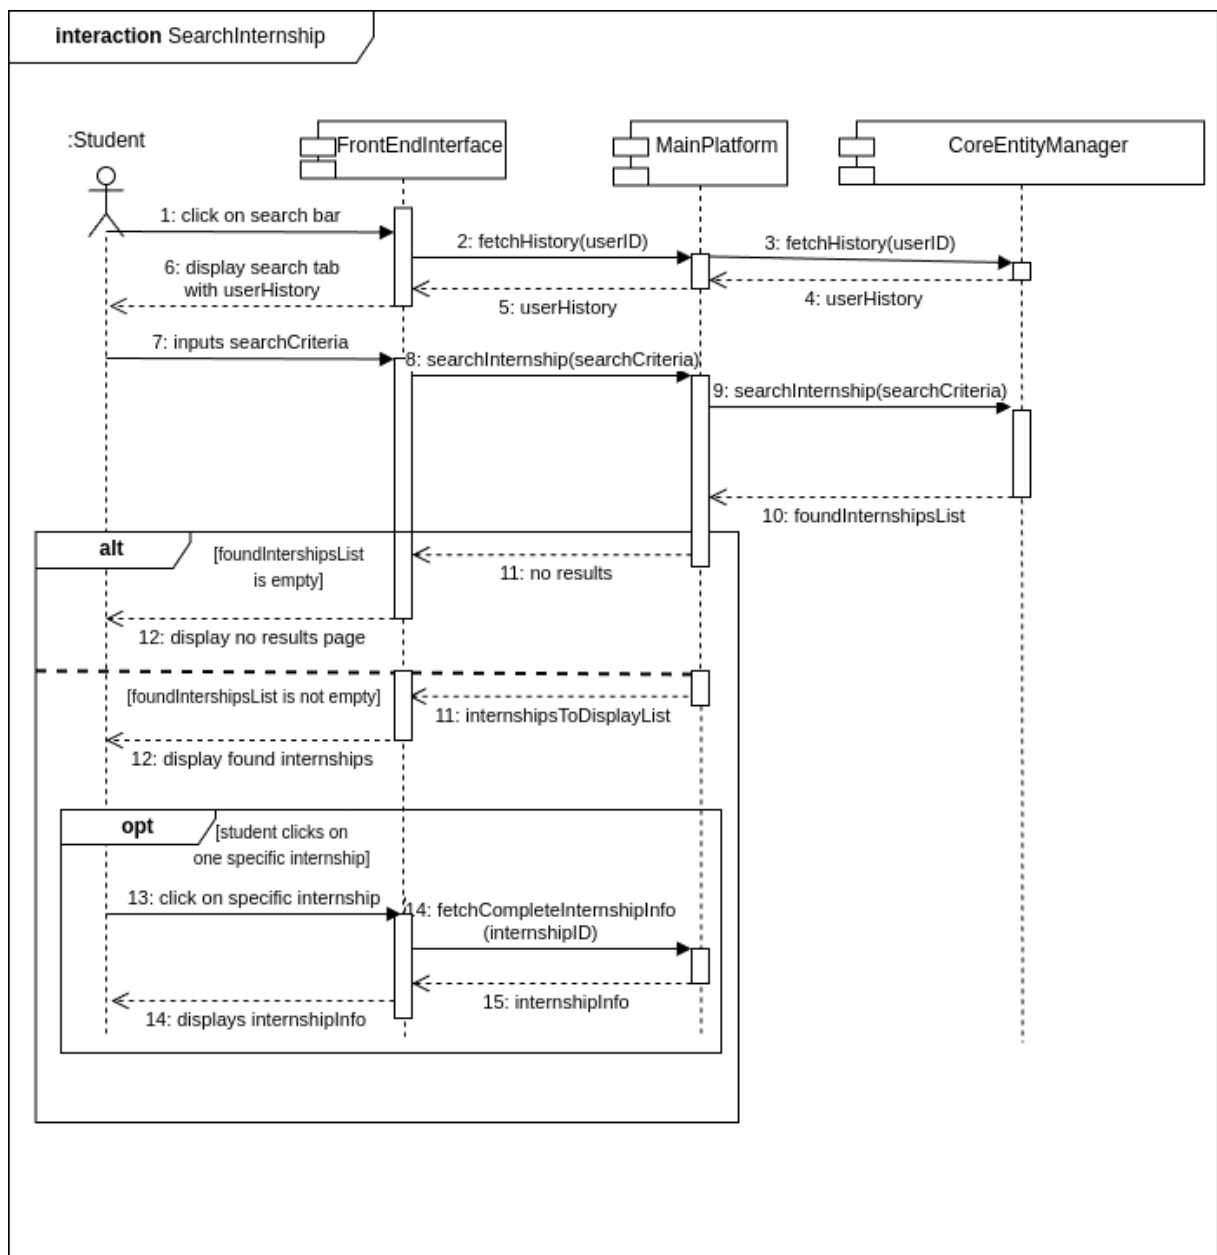 interaction SearchInternship
:Student
FrontEndInterface
MainPlatform
CoreEntityManager
1: click on search bar
2: fetchHistory(userID)
3: fetchHistory(userID)
6: display search tab
with userHistory
5: userHistory
4: userHistory
7: inputs searchCriteria
8: searchInternship(searchCriteria)
9: searchInternship(searchCriteria)
10: foundInternshipsList
alt
[foundIntershipsList
is empty]
11: no results
12: display no results page
[foundIntershipsList is not empty]
11: internshipsToDisplayList
12: display found internships
opt
[student clicks on
one specific internship]
13: click on specific internship
14: fetchCompleteInternshipInfo
(internshipID)
15: internshipInfo
14: displays internshipInfo